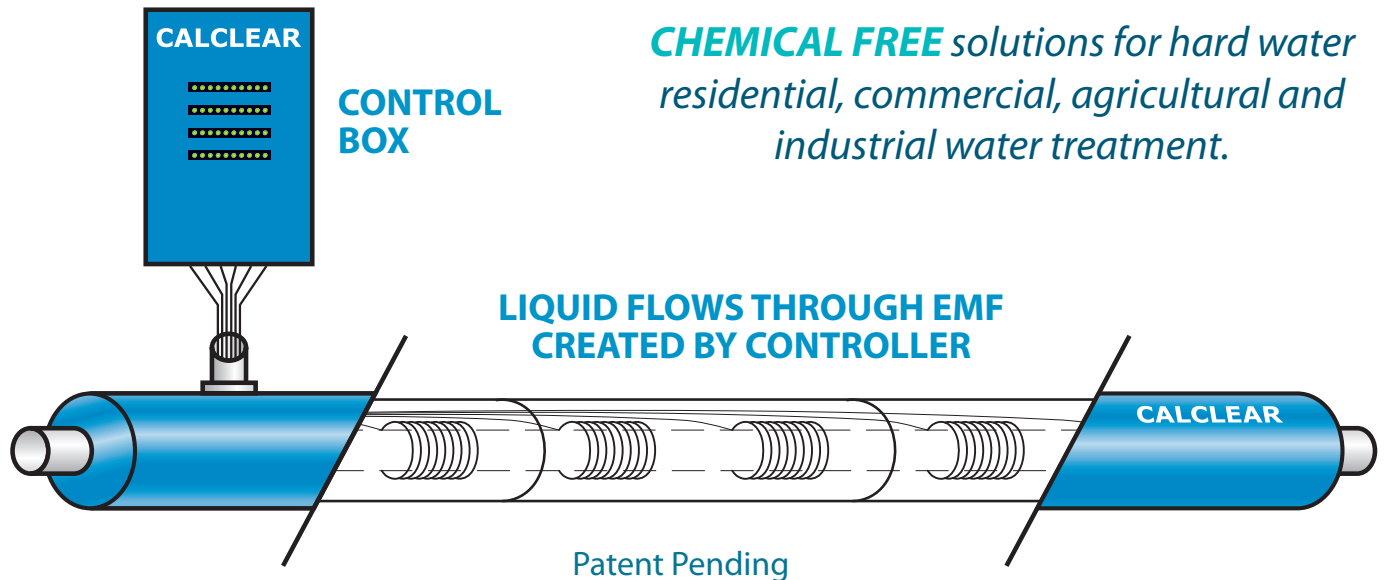 CALCLEAR
CONTROL
BOX
CHEMICAL FREE solutions for hard water
residential, commercial, agricultural and
industrial water treatment.
LIQUID FLOWS THROUGH EMF
CREATED BY CONTROLLER
CALCLEAR
Patent Pending